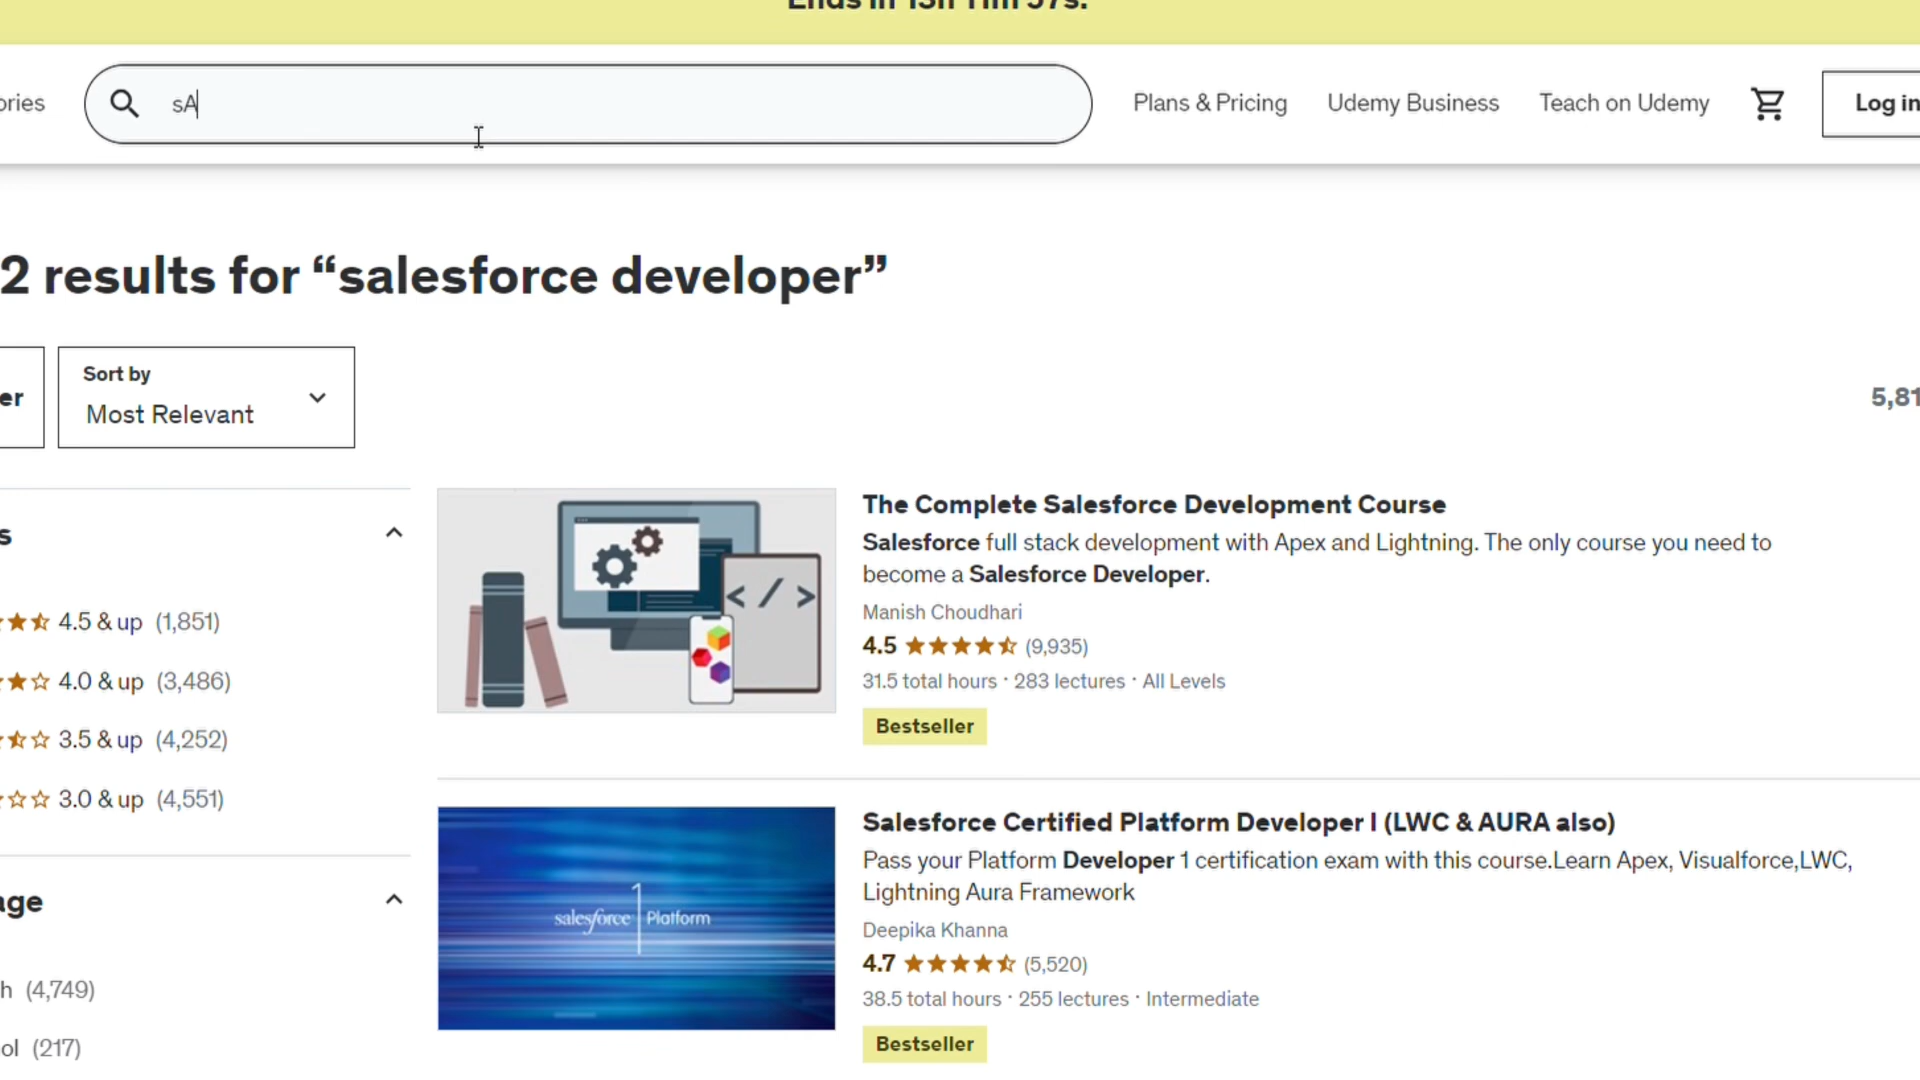 ories
sA
Plans & Pricing
Udemy Business
Teach on Udemy
Log in
2 results for “salesforce developer”
er
Sort by
Most Relevant
5,81
s
4.5 & up (1,851)
4.0 & up (3,486)
3.5 & up (4,252)
3.0 & up (4,551)
age
h (4,749)
ol (217)
The Complete Salesforce Development Course
Salesforce full stack development with Apex and Lightning. The only course you need to
become a Salesforce Developer.
Manish Choudhari
4.5 (9,935)
31.5 total hours · 283 lectures · All Levels
Bestseller
salesforce 1 Platform
Salesforce Certified Platform Developer I (LWC & AURA also)
Pass your Platform Developer 1 certification exam with this course.Learn Apex, Visualforce,LWC,
Lightning Aura Framework
Deepika Khanna
4.7 (5,520)
38.5 total hours · 255 lectures · Intermediate
Bestseller